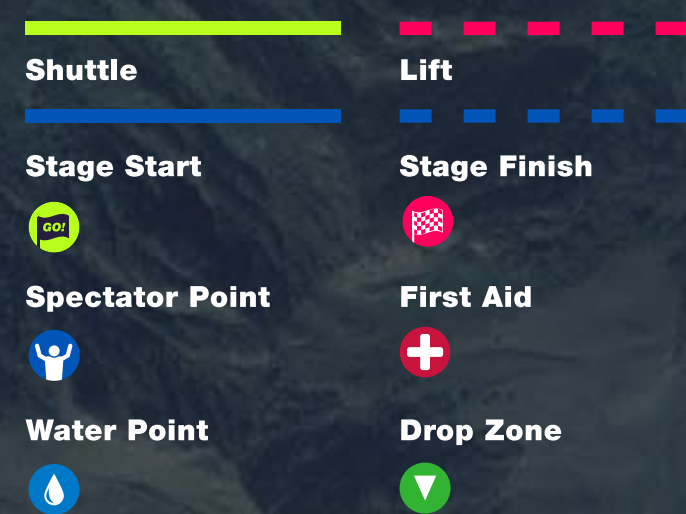 Shuttle
Lift
Stage Start
Stage Finish
GO!
Spectator Point
First Aid
Water Point
Drop Zone